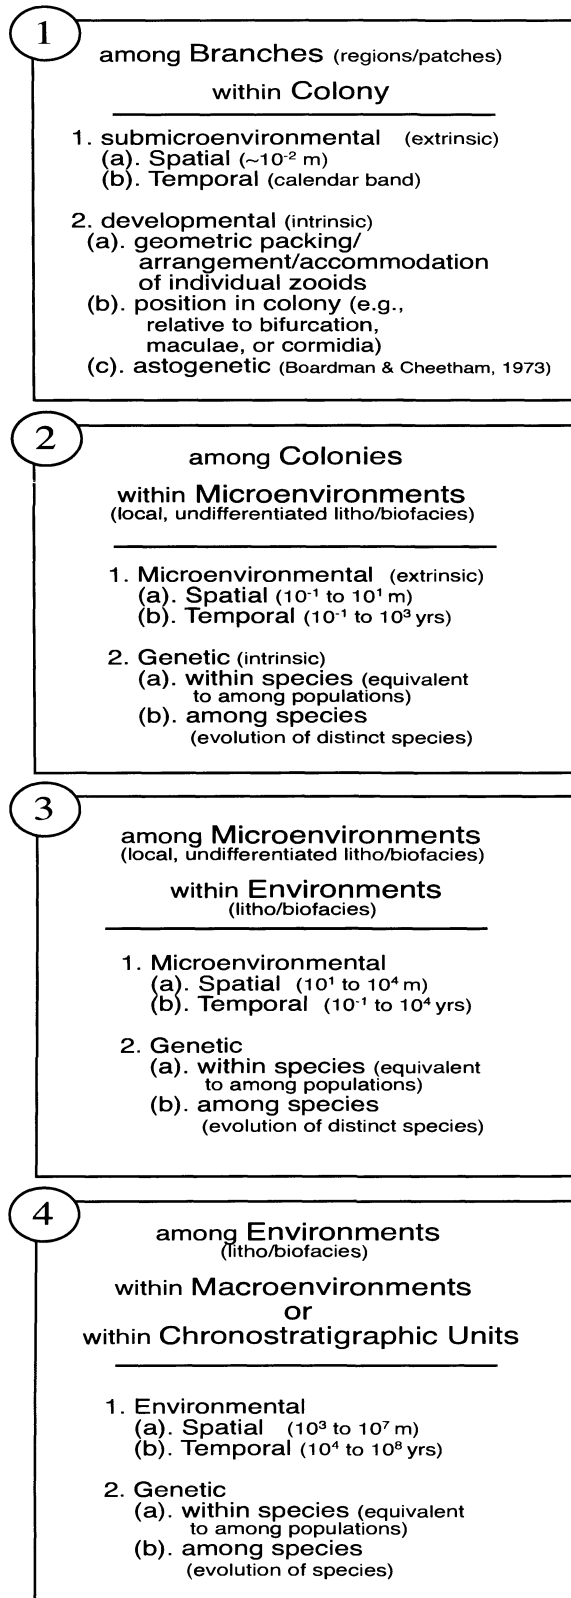 1
among Branches (regions/patches)
within Colony
1. submicroenvironmental (extrinsic)
(a). Spatial (~10⁻² m)
(b). Temporal (calendar band)
2. developmental (intrinsic)
(a). geometric packing/
arrangement/accommodation
of individual zooids
(b). position in colony (e.g.,
relative to bifurcation,
maculae, or cormidia)
(c). astogenetic (Boardman & Cheetham, 1973)
2
among Colonies
within Microenvironments
(local, undifferentiated litho/biofacies)
1. Microenvironmental (extrinsic)
(a). Spatial (10⁻¹ to 10¹ m)
(b). Temporal (10⁻¹ to 10³ yrs)
2. Genetic (intrinsic)
(a). within species (equivalent
to among populations)
(b). among species
(evolution of distinct species)
3
among Microenvironments
(local, undifferentiated litho/biofacies)
within Environments
(litho/biofacies)
1. Microenvironmental
(a). Spatial (10¹ to 10⁴ m)
(b). Temporal (10⁻¹ to 10⁴ yrs)
2. Genetic
(a). within species (equivalent
to among populations)
(b). among species
(evolution of distinct species)
4
among Environments
(litho/biofacies)
within Macroenvironments
or
within Chronostratigraphic Units
1. Environmental
(a). Spatial (10³ to 10⁷ m)
(b). Temporal (10⁴ to 10⁸ yrs)
2. Genetic
(a). within species (equivalent
to among populations)
(b). among species
(evolution of species)